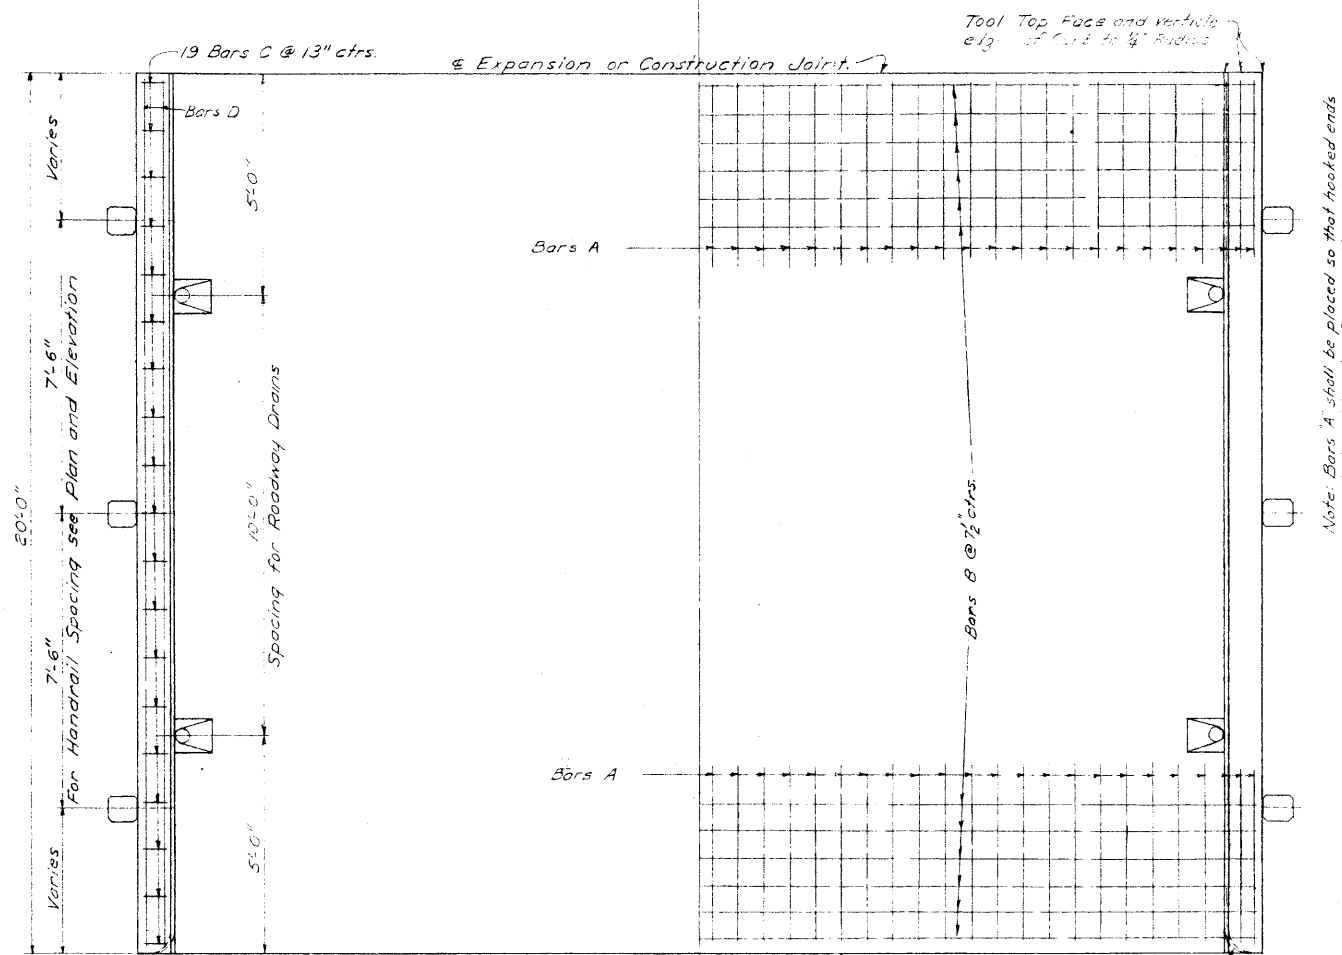 Tool Top Face and verticle
edge of Curb to ¼" Radius
19 Bars C @ 13" ctrs.
℄ Expansion or Construction Joint.
Bars D
Varies
5'-0"
Bars A
7'-6"
For Handrail Spacing see Plan and Elevation
20'-0"
10'-0"
Spacing for Roadway Drains
Bars B @ 7½" ctrs.
7'-6"
Bars A
5'-0"
Varies
Note: Bars "A" shall be placed so that hooked ends